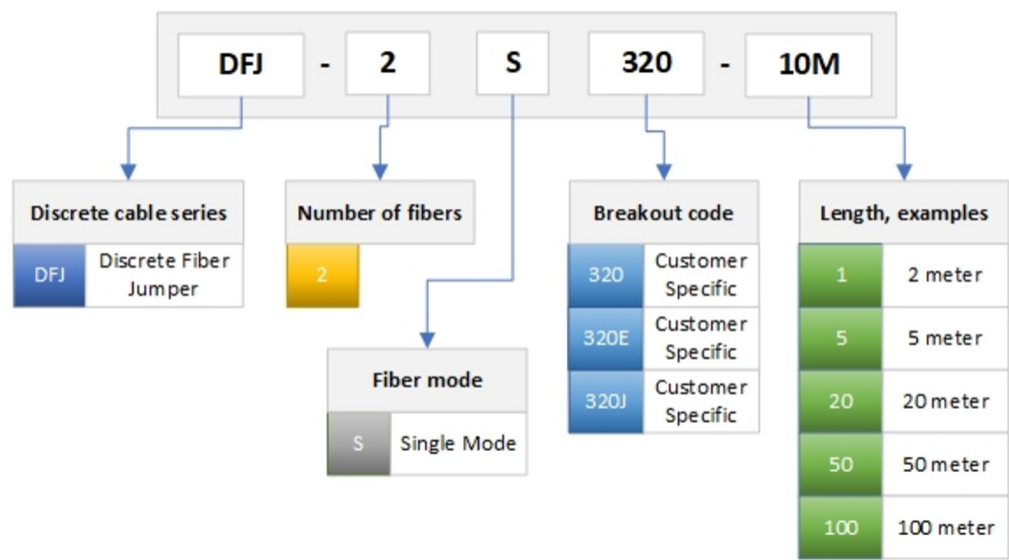 DFJ - 2 S 320 - 10M
Discrete cable series
DFJ Discrete Fiber
Jumper
Number of fibers
2
Fiber mode
S Single Mode
Breakout code
320 Customer
Specific
320E Customer
Specific
320J Customer
Specific
Length, examples
1 2 meter
5 5 meter
20 20 meter
50 50 meter
100 100 meter